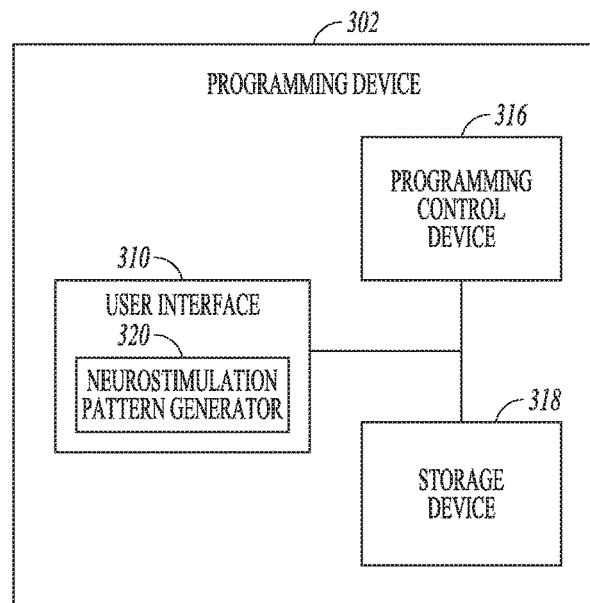 302
PROGRAMMING DEVICE
316
PROGRAMMING
CONTROL
DEVICE
310
USER INTERFACE
320
NEUROSTIMULATION
PATTERN GENERATOR
318
STORAGE
DEVICE